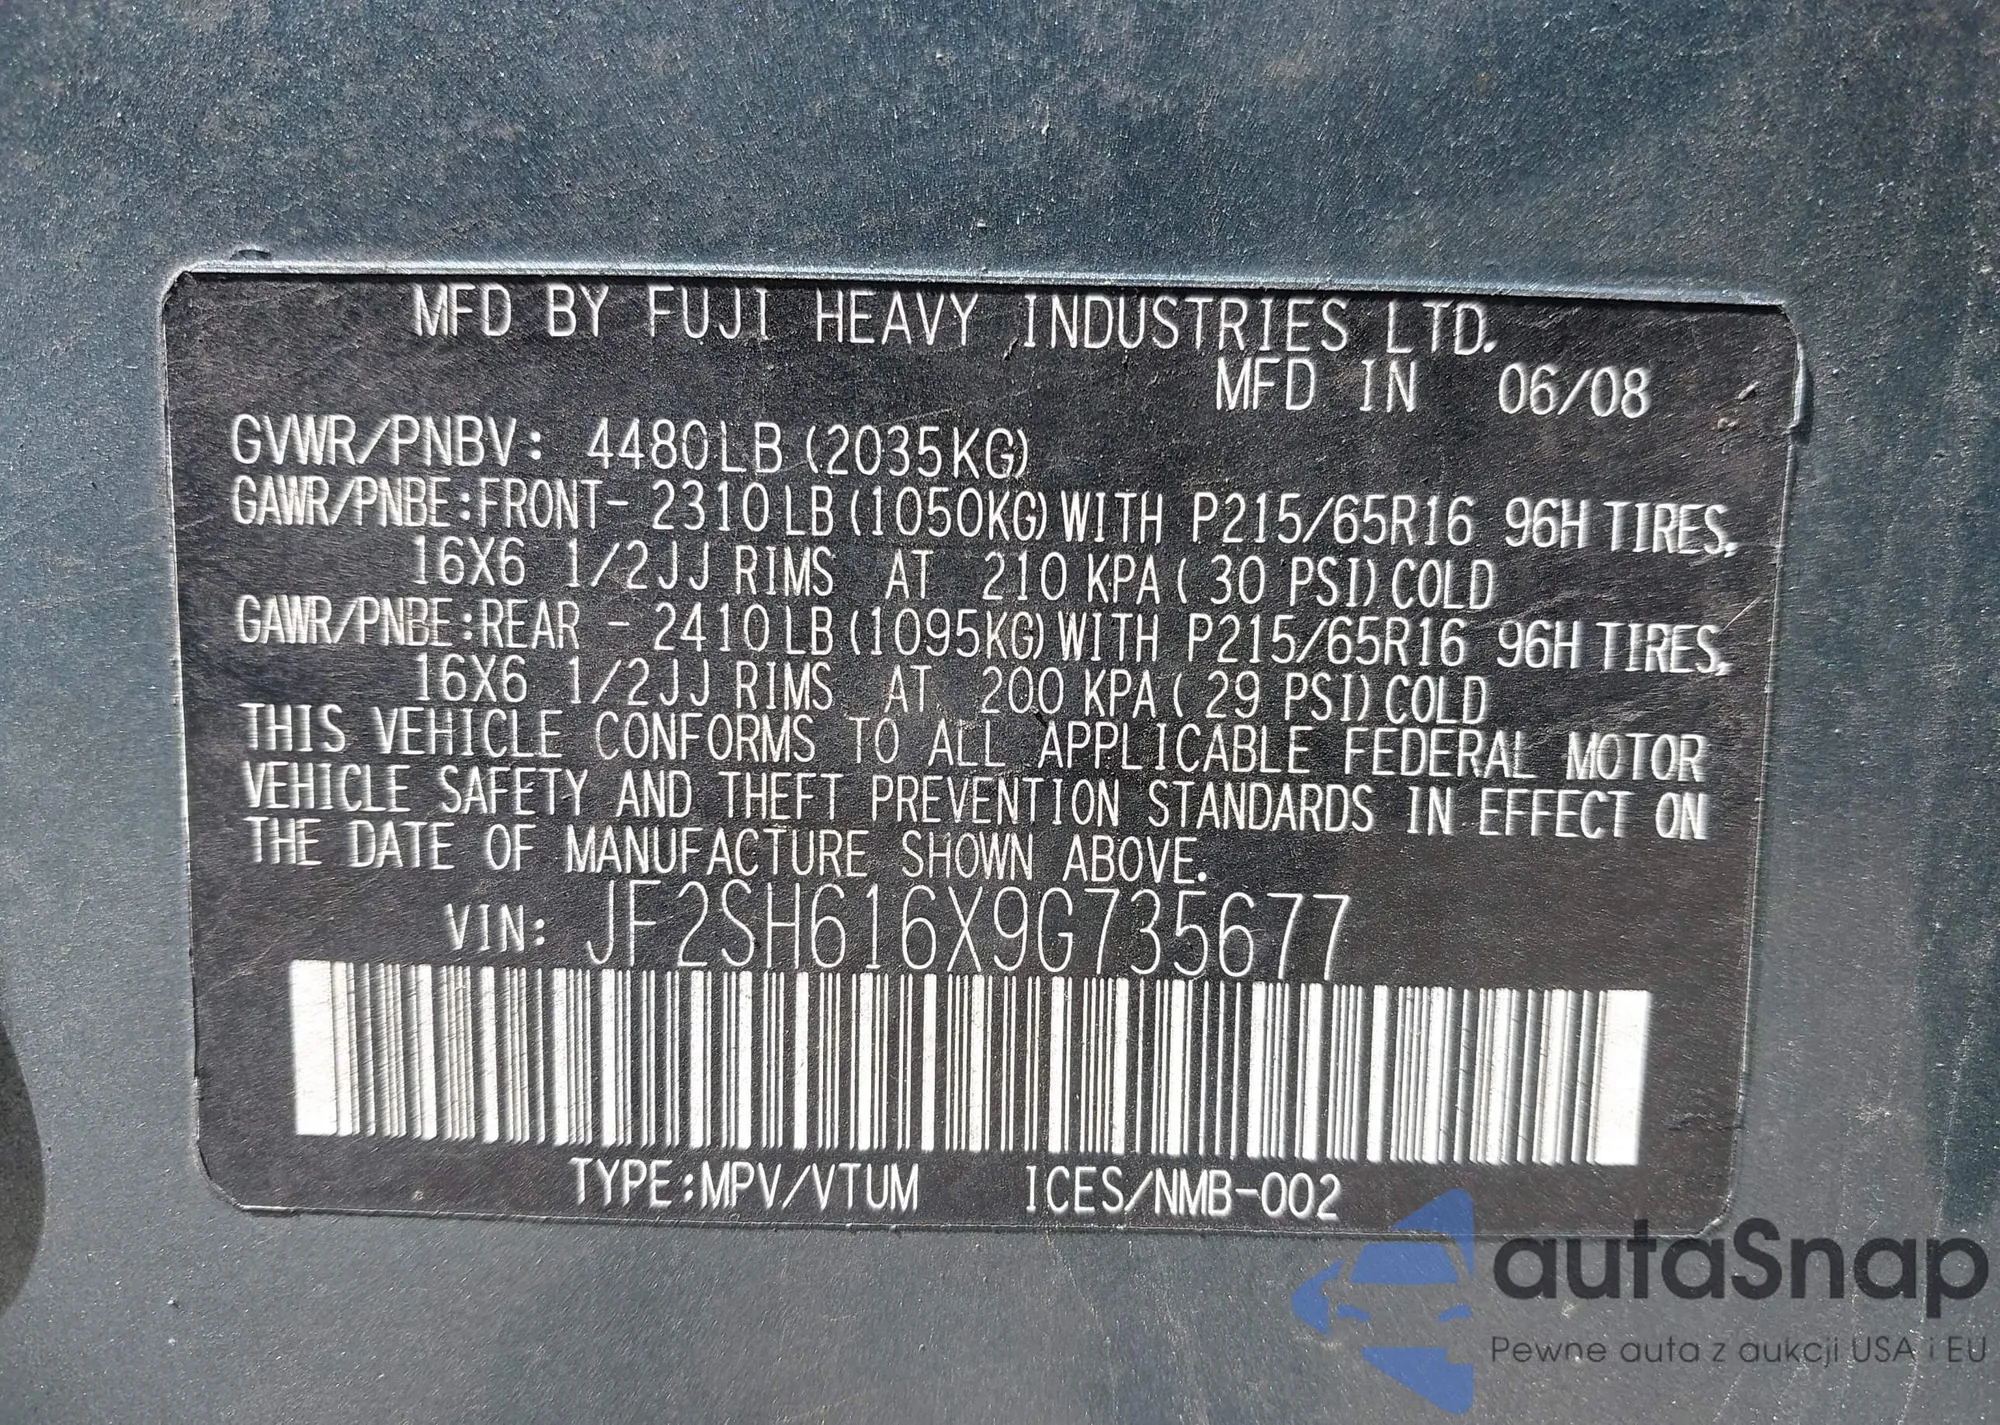 MFD BY FUJI HEAVY INDUSTRIES LTD.
MFD IN 06/08
GVWR/PNBV: 4480LB (2035KG)
GAWR/PNBE:FRONT- 2310LB(1050KG) WITH P215/65R16 96H TIRES,
16X6 1/2JJ RIMS AT 210 KPA ( 30 PSI) COLD
GAWR/PNBE:REAR - 2410LB(1095KG) WITH P215/65R16 96H TIRES,
16X6 1/2JJ RIMS AT 200 KPA ( 29 PSI) COLD
THIS VEHICLE CONFORMS TO ALL APPLICABLE FEDERAL MOTOR
VEHICLE SAFETY AND THEFT PREVENTION STANDARDS IN EFFECT ON
THE DATE OF MANUFACTURE SHOWN ABOVE.
VIN: JF2SH616X9G735677
TYPE:MPV/VTUM ICES/NMB-002
autaSnap
Pewne auta z aukcji USA i EU